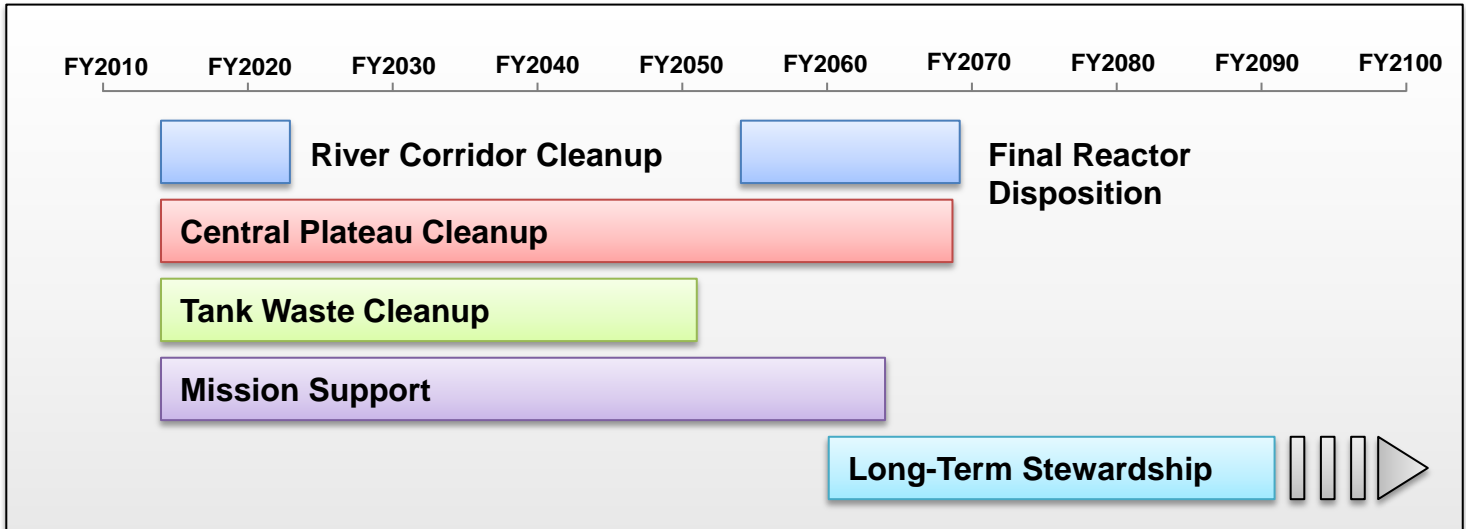 FY2010 FY2020 FY2030 FY2040 FY2050 FY2060 FY2070 FY2080 FY2090 FY2100
River Corridor Cleanup
Final Reactor
Disposition
Central Plateau Cleanup
Tank Waste Cleanup
Mission Support
Long-Term Stewardship